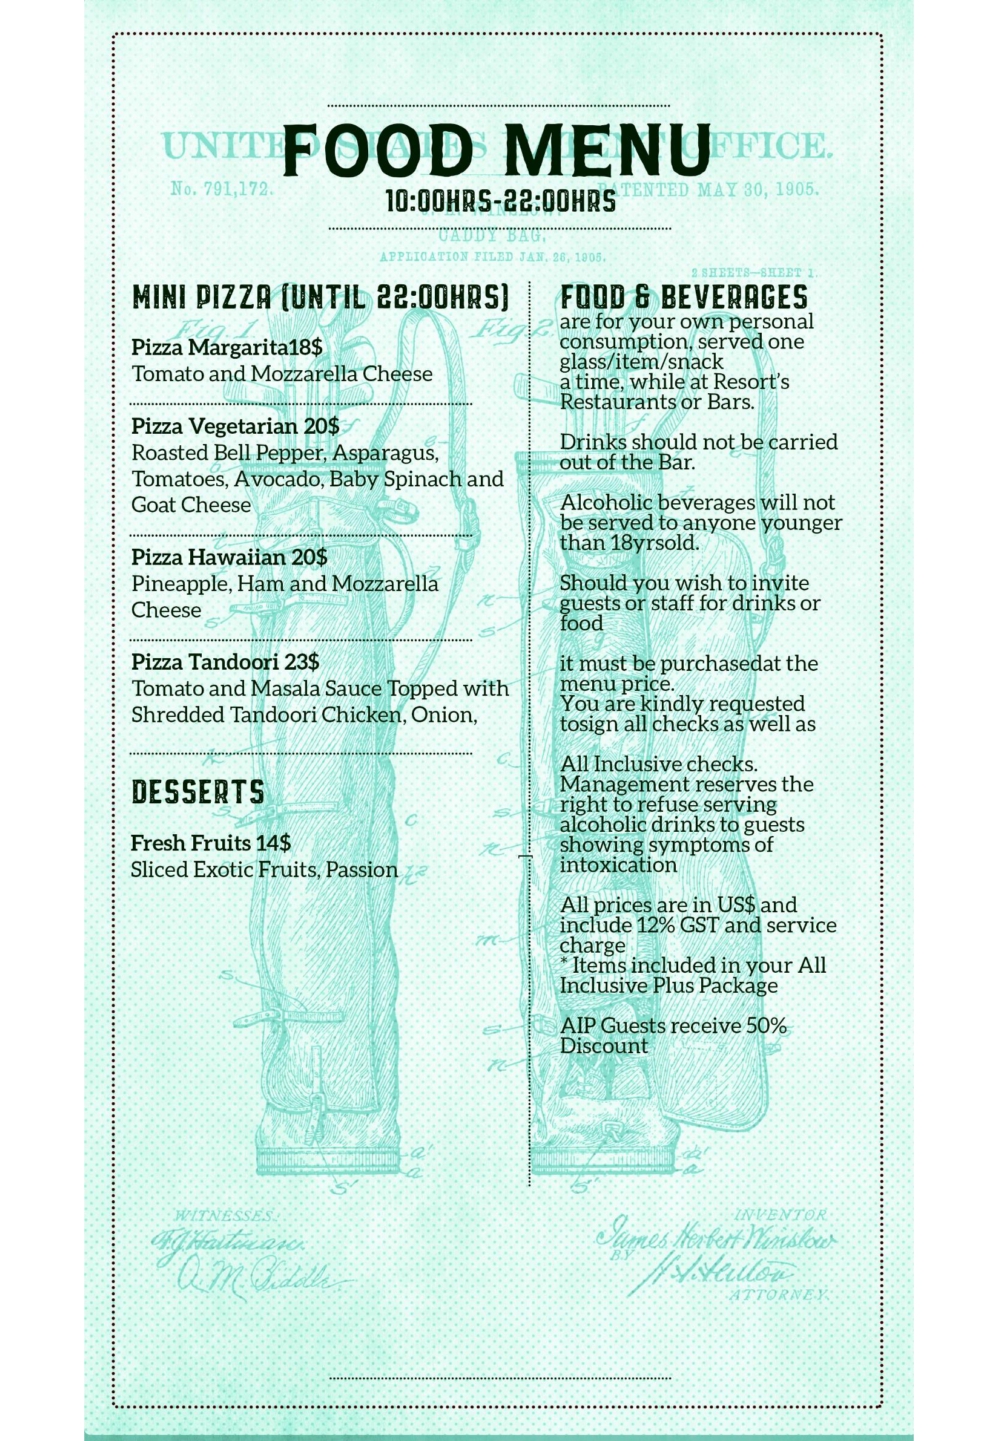 UNITED STATES PATENT OFFICE.
FOOD MENU
No. 791,172.
PATENTED MAY 30, 1905.
10:00HRS-22:00HRS
WINSLOW.
CADDY BAG.
APPLICATION FILED JAN. 26, 1905.
2 SHEETS—SHEET 1.
MINI PIZZA (UNTIL 22:00HRS)
Fig. 1
Fig. 2
Pizza Margarita18$
Tomato and Mozzarella Cheese
Pizza Vegetarian 20$
Roasted Bell Pepper, Asparagus,
Tomatoes, Avocado, Baby Spinach and
Goat Cheese
Pizza Hawaiian 20$
Pineapple, Ham and Mozzarella
Cheese
Pizza Tandoori 23$
Tomato and Masala Sauce Topped with
Shredded Tandoori Chicken, Onion,
DESSERTS
Fresh Fruits 14$
Sliced Exotic Fruits, Passion
FOOD & BEVERAGES
are for your own personal
consumption, served one
glass/item/snack
a time, while at Resort's
Restaurants or Bars.
Drinks should not be carried
out of the Bar.
Alcoholic beverages will not
be served to anyone younger
than 18yrsold.
Should you wish to invite
guests or staff for drinks or
food
it must be purchasedat the
menu price.
You are kindly requested
tosign all checks as well as
All Inclusive checks.
Management reserves the
right to refuse serving
alcoholic drinks to guests
showing symptoms of
intoxication
All prices are in US$ and
include 12% GST and service
charge
* Items included in your All
Inclusive Plus Package
AIP Guests receive 50%
Discount
WITNESSES:
INVENTOR
James Herbert Winslow
BY
ATTORNEY.